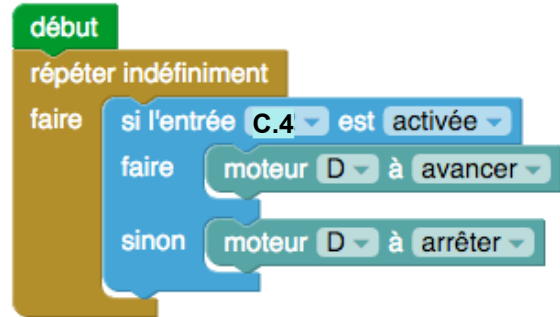 début
répéter indéfiniment
faire si l'entrée C.4 est activée
faire moteur D à avancer
sinon moteur D à arrêter